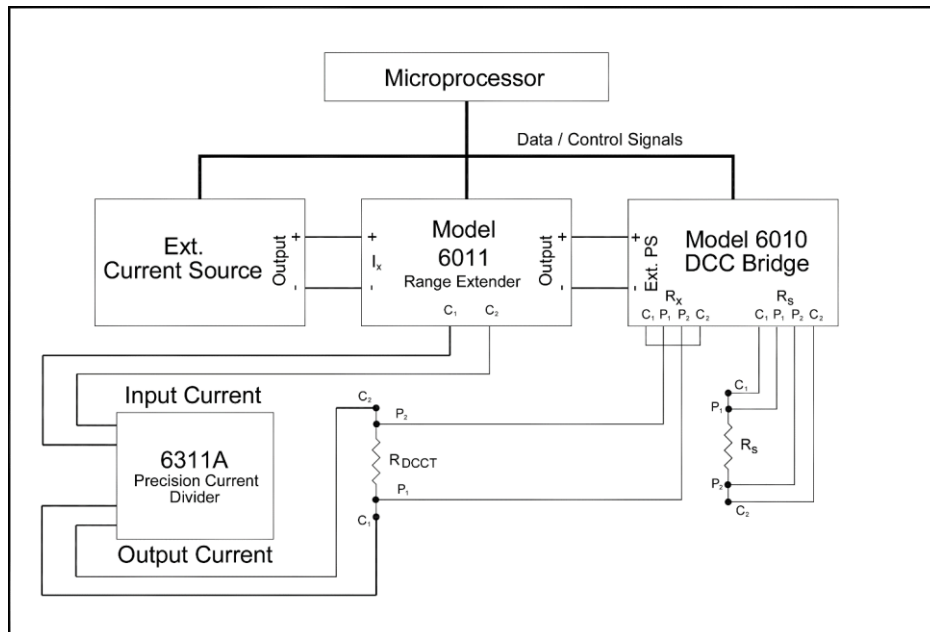 Microprocessor
Data / Control Signals
Ext.
Current Source
Output
+
-
+
-
Iₓ
Model
6011
Range Extender
C₁
C₂
Output
+
-
+
-
Ext. PS
Model 6010
DCC Bridge
Rₓ
C₁ P₁ P₂ C₂
Rₛ
C₁ P₁ P₂ C₂
Input Current
6311A
Precision Current
Divider
Output Current
C₂
P₂
R DCCT
P₁
C₁
C₁
P₁
Rₛ
P₂
C₂